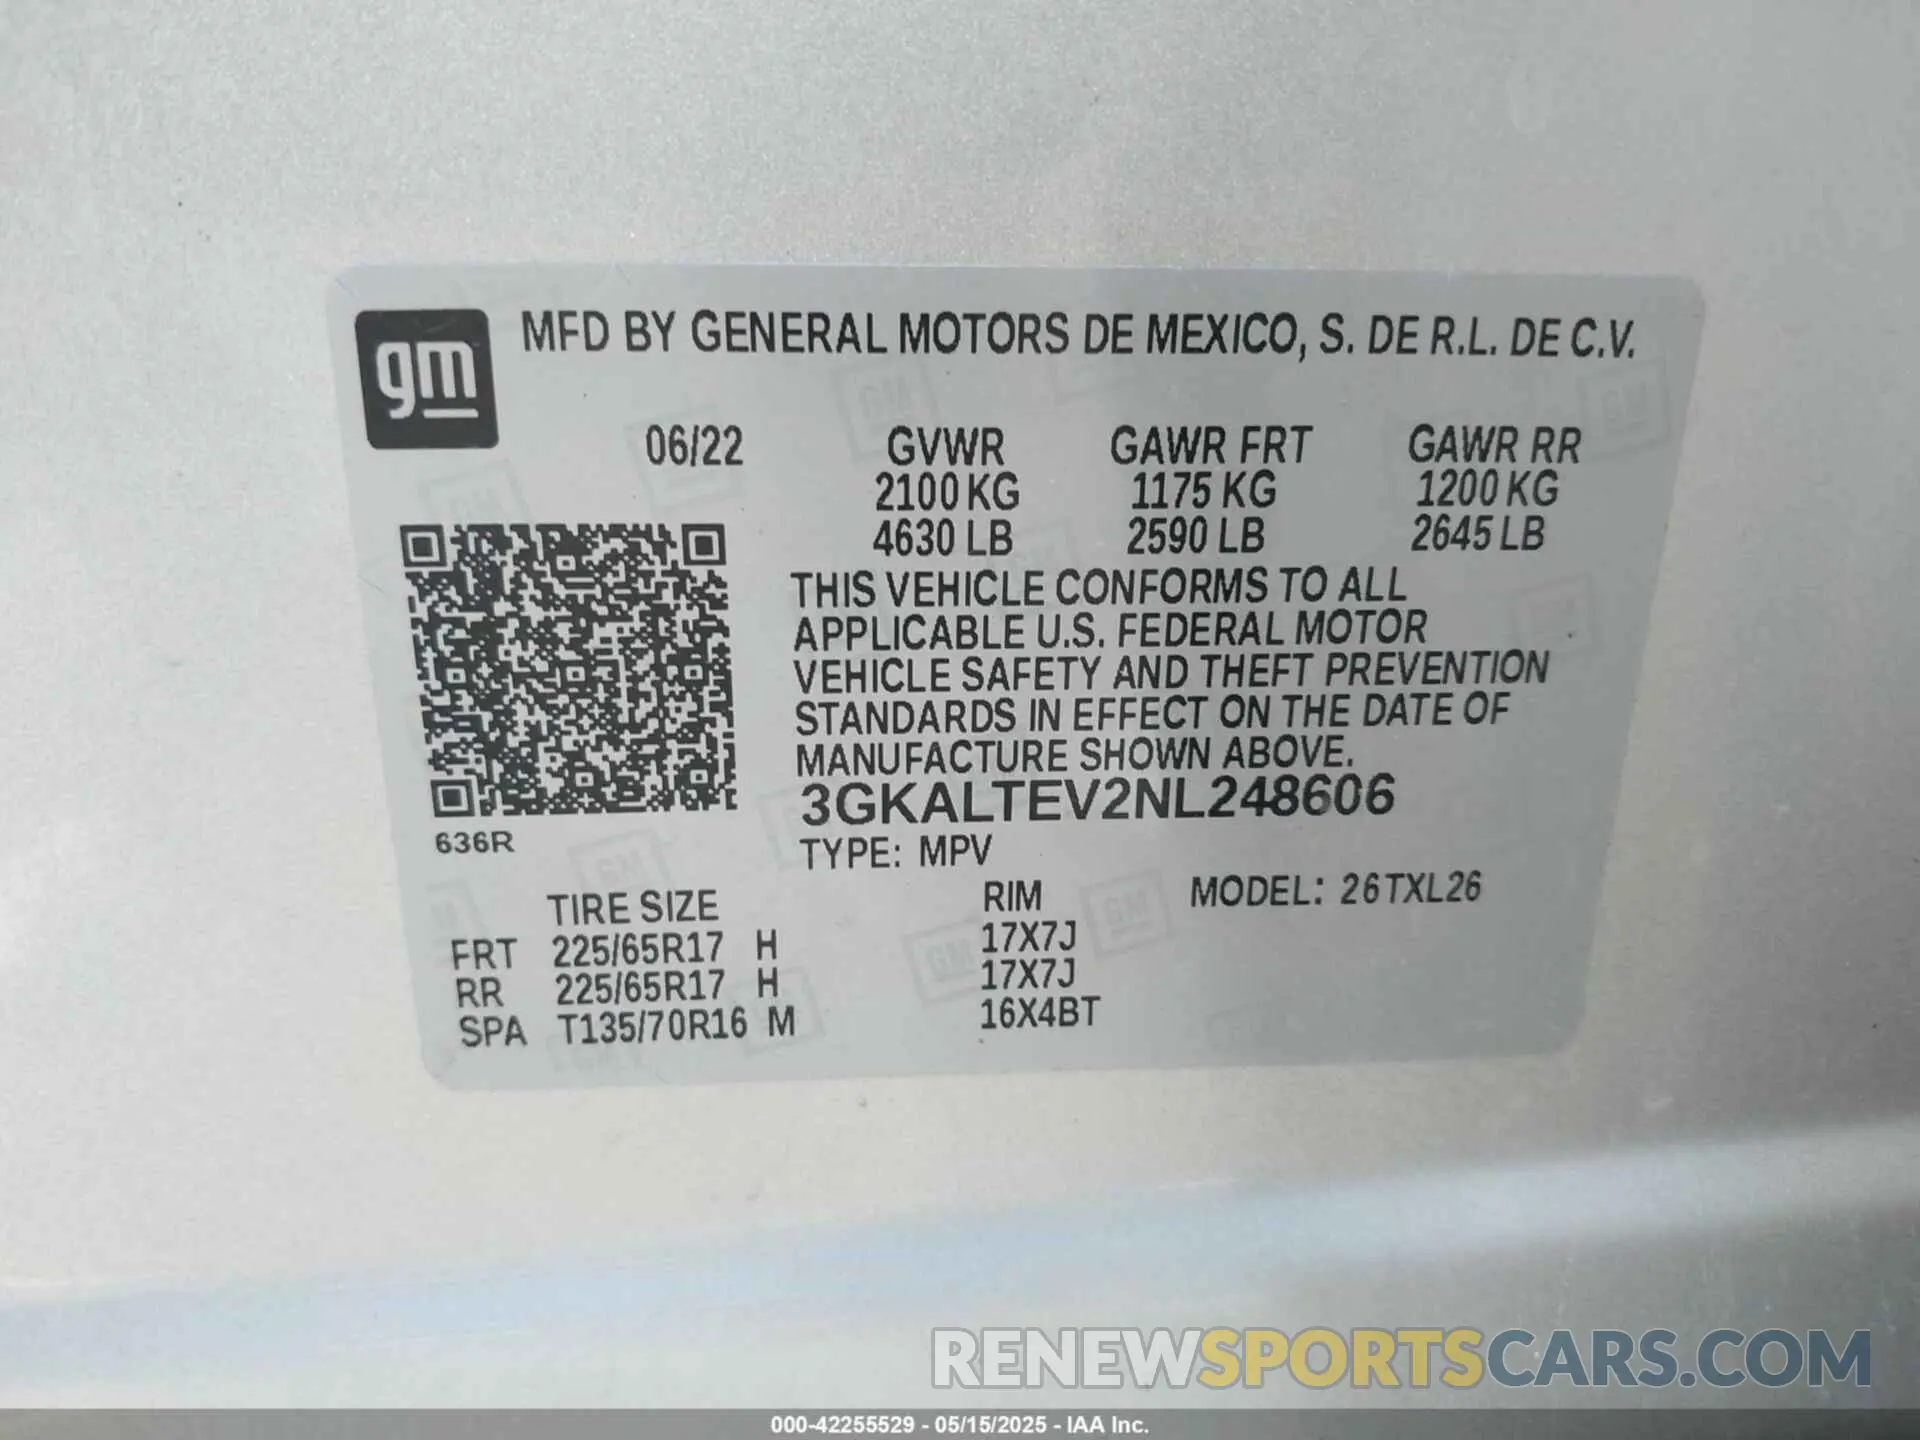 gm
MFD BY GENERAL MOTORS DE MEXICO, S. DE R.L. DE C.V.
06/22 GVWR GAWR FRT GAWR RR
2100 KG 1175 KG 1200 KG
4630 LB 2590 LB 2645 LB
THIS VEHICLE CONFORMS TO ALL
APPLICABLE U.S. FEDERAL MOTOR
VEHICLE SAFETY AND THEFT PREVENTION
STANDARDS IN EFFECT ON THE DATE OF
MANUFACTURE SHOWN ABOVE.
3GKALTEV2NL248606
636R
TYPE: MPV
TIRE SIZE RIM MODEL: 26TXL26
FRT 225/65R17 H 17X7J
RR 225/65R17 H 17X7J
SPA T135/70R16 M 16X4BT
RENEWSPORTSCARS.COM
000-42255529 - 05/15/2025 - IAA Inc.